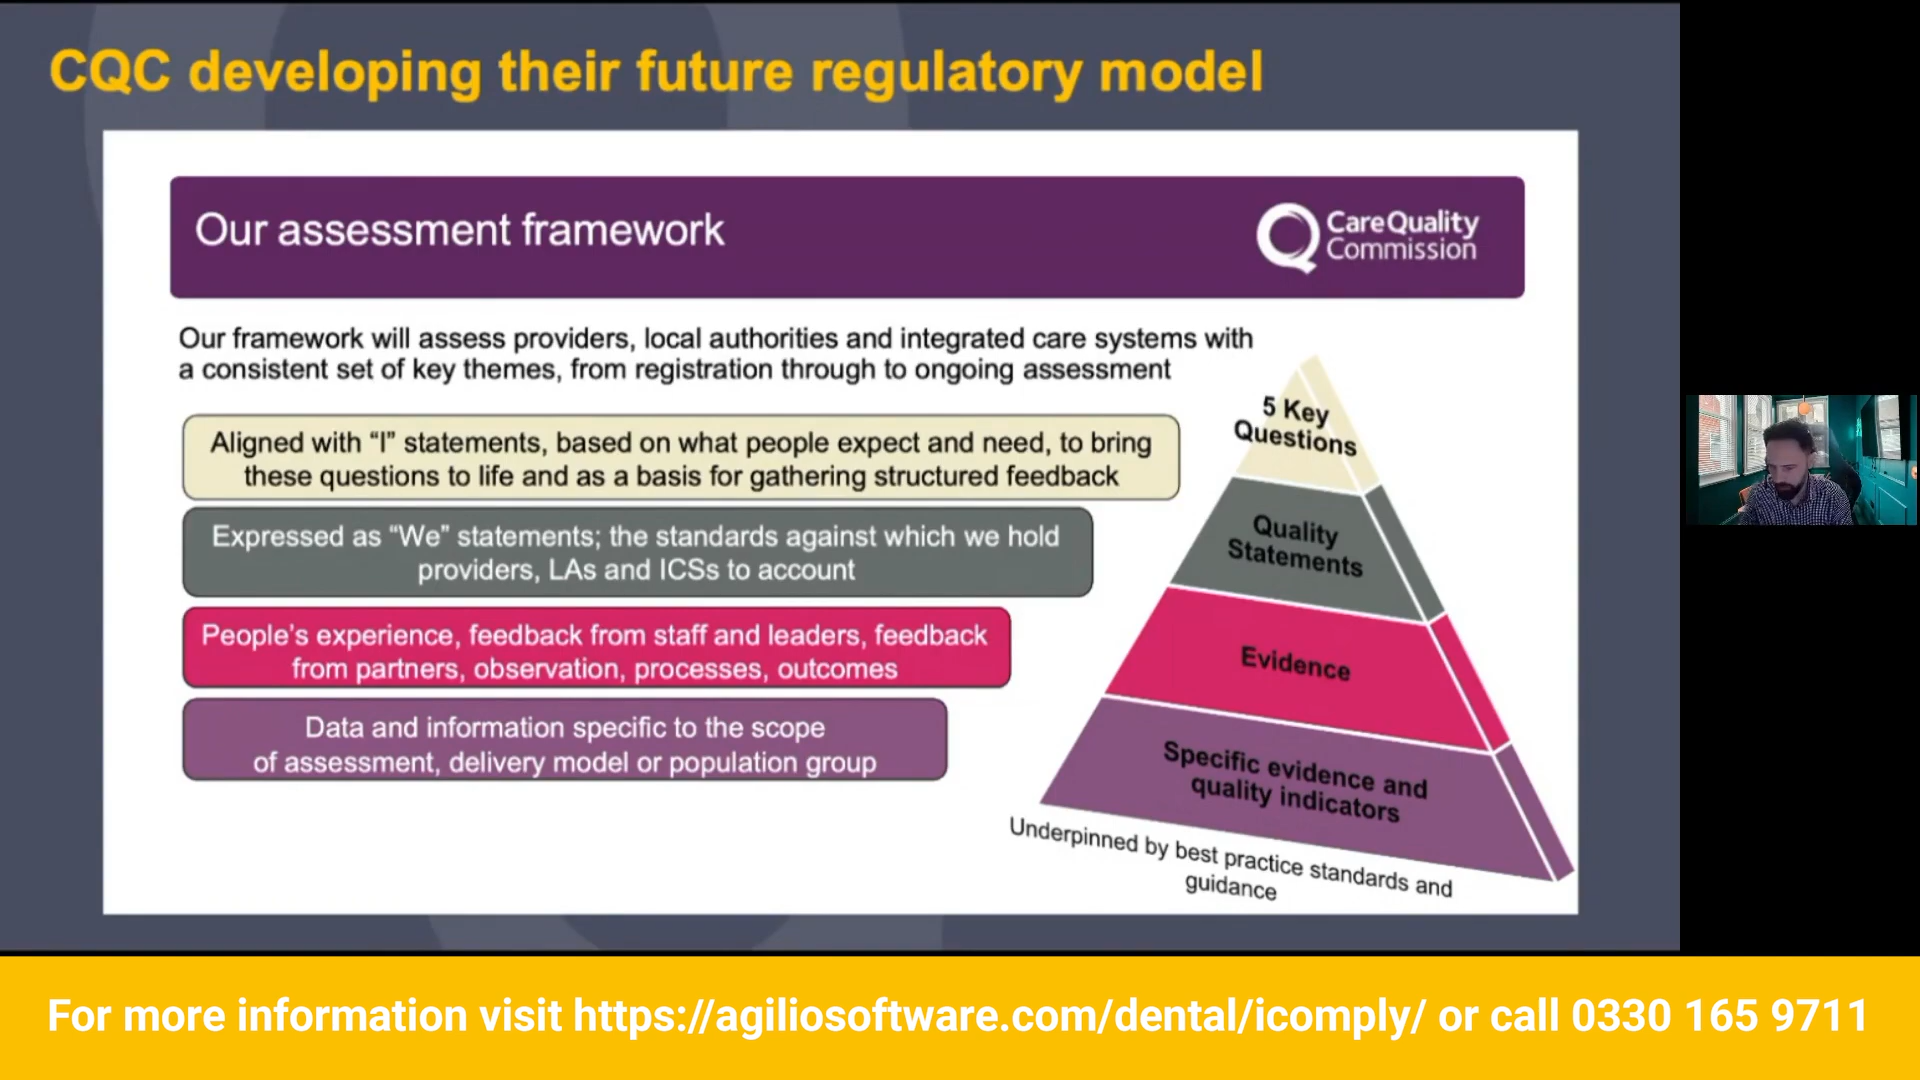 CQC developing their future regulatory model
Our assessment framework
CareQuality
Commission
Our framework will assess providers, local authorities and integrated care systems with
a consistent set of key themes, from registration through to ongoing assessment
Aligned with “I” statements, based on what people expect and need, to bring
these questions to life and as a basis for gathering structured feedback
Expressed as “We” statements; the standards against which we hold
providers, LAs and ICSs to account
People’s experience, feedback from staff and leaders, feedback
from partners, observation, processes, outcomes
Data and information specific to the scope
of assessment, delivery model or population group
5 Key
Questions
Quality
Statements
Evidence
Specific evidence and
quality indicators
Underpinned by best practice standards and
guidance
For more information visit https://agiliosoftware.com/dental/icomply/ or call 0330 165 9711